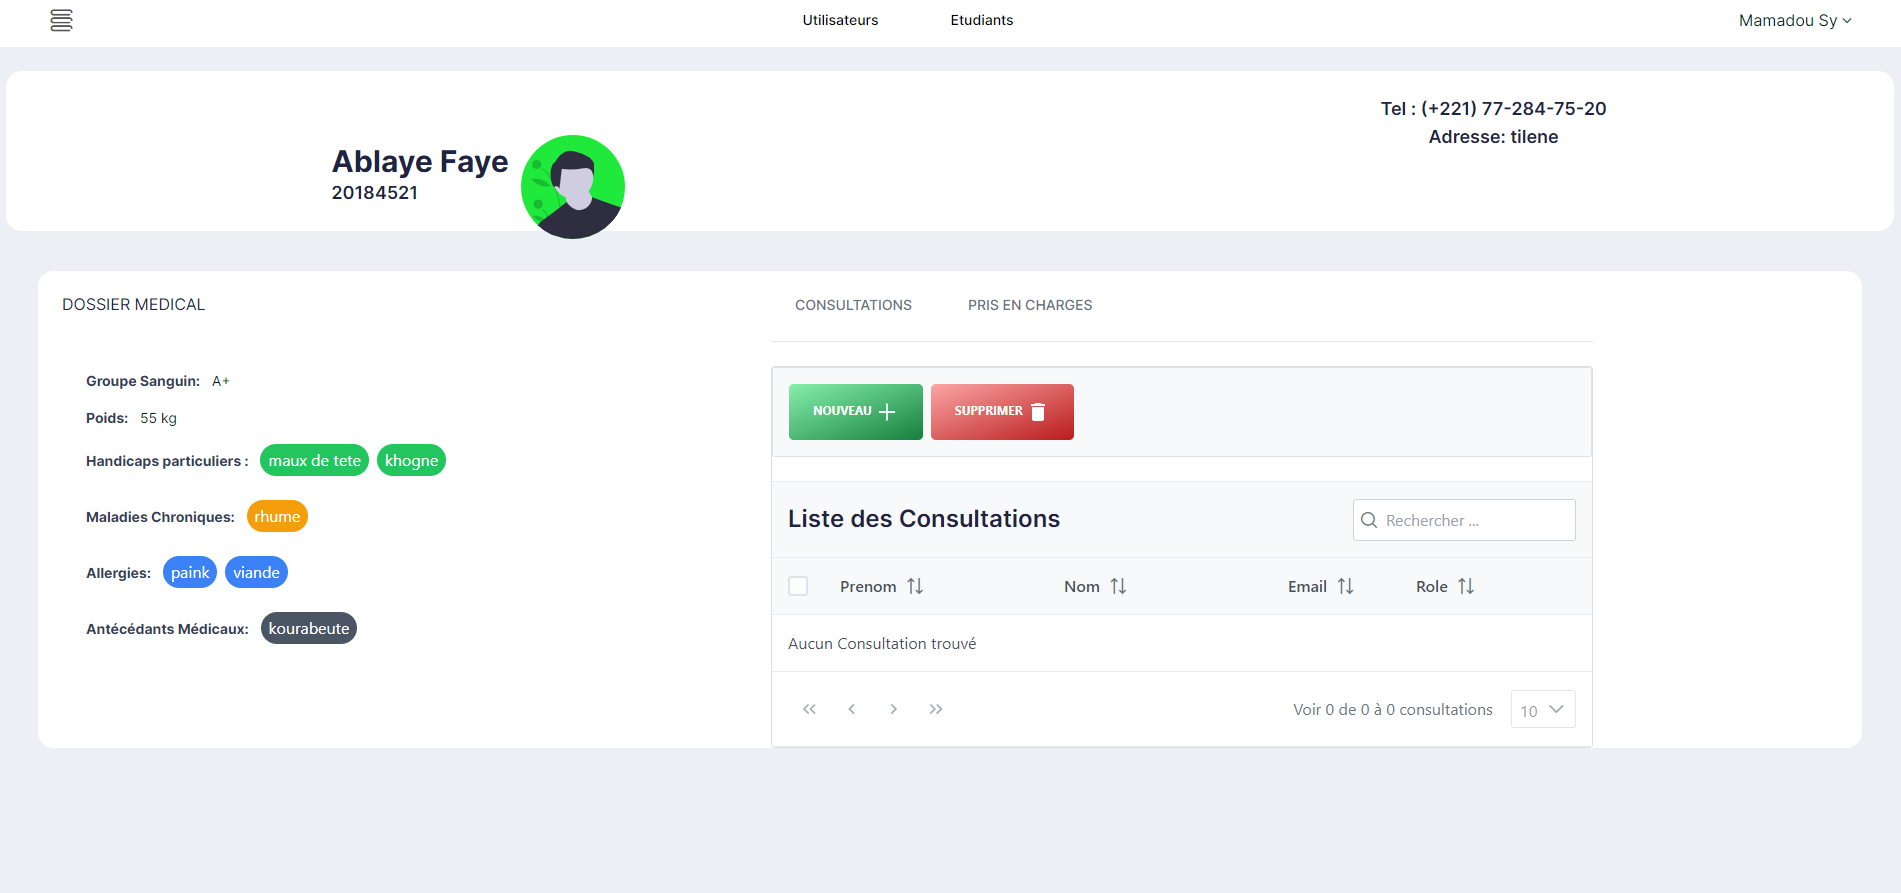 Utilisateurs Etudiants Mamadou Sy
Tel : (+221) 77-284-75-20
Adresse: tilene
Ablaye Faye
20184521
DOSSIER MEDICAL
Groupe Sanguin: A+
Poids: 55 kg
Handicaps particuliers : maux de tete khogne
Maladies Chroniques: rhume
Allergies: paink viande
Antécédants Médicaux: kourabeute
CONSULTATIONS PRIS EN CHARGES
NOUVEAU SUPPRIMER
Liste des Consultations Rechercher ...
Prenom Nom Email Role
Aucun Consultation trouvé
Voir 0 de 0 à 0 consultations 10